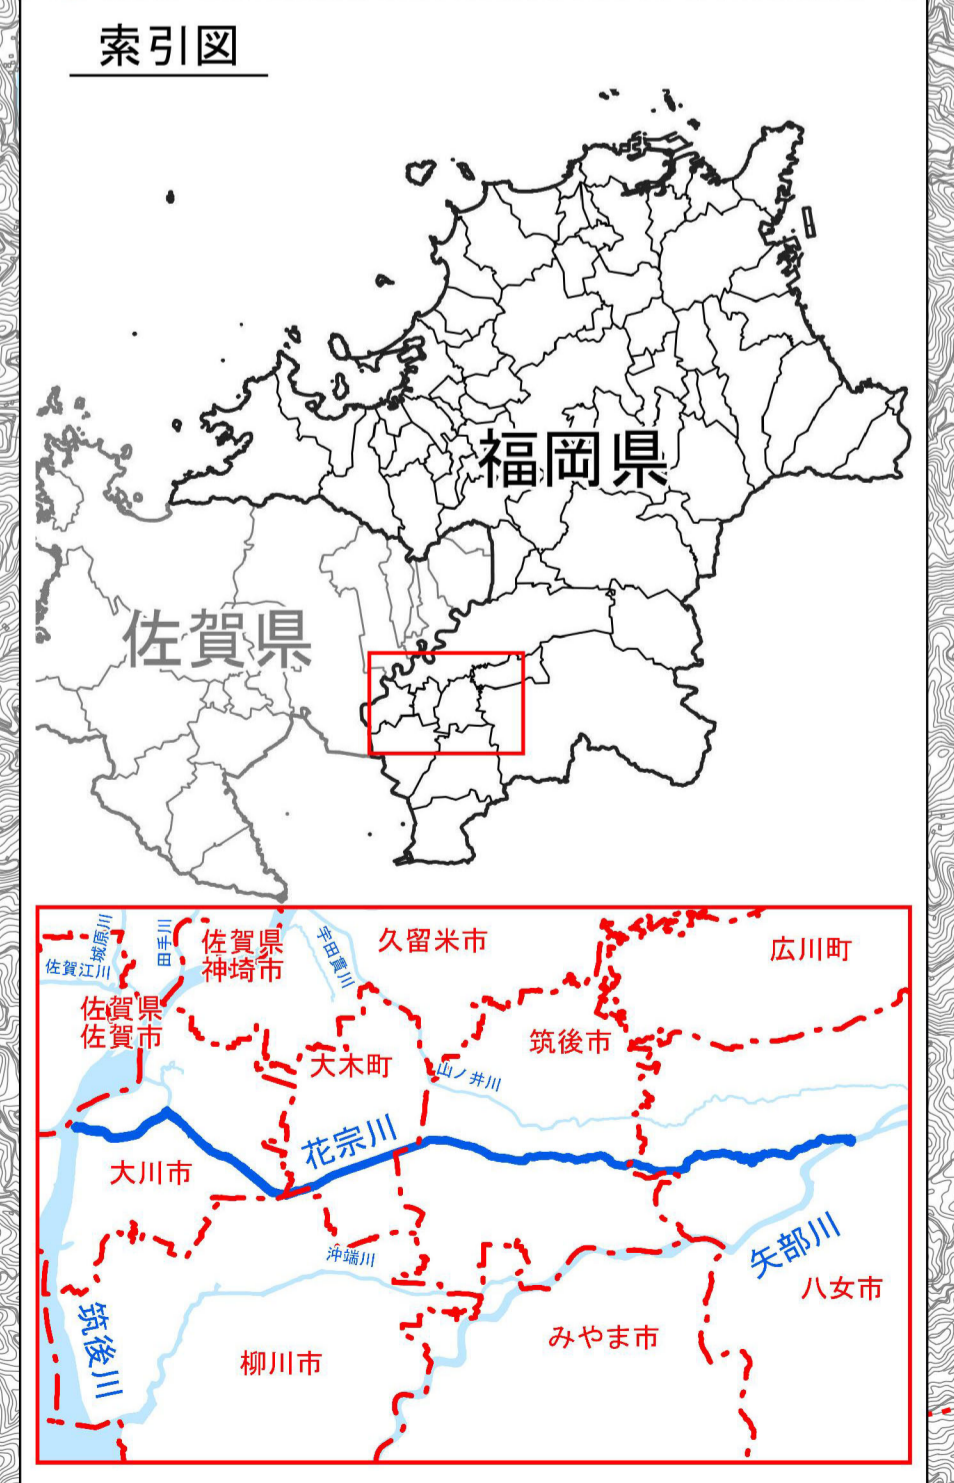 索引図
福岡県
佐賀県
城原川
田手川
佐賀江川
佐賀県
神埼市
宇田貫川
久留米市
広川町
佐賀県
佐賀市
大木町
筑後市
山ノ井川
花宗川
大川市
沖端川
矢部川
八女市
筑後川
柳川市
みやま市